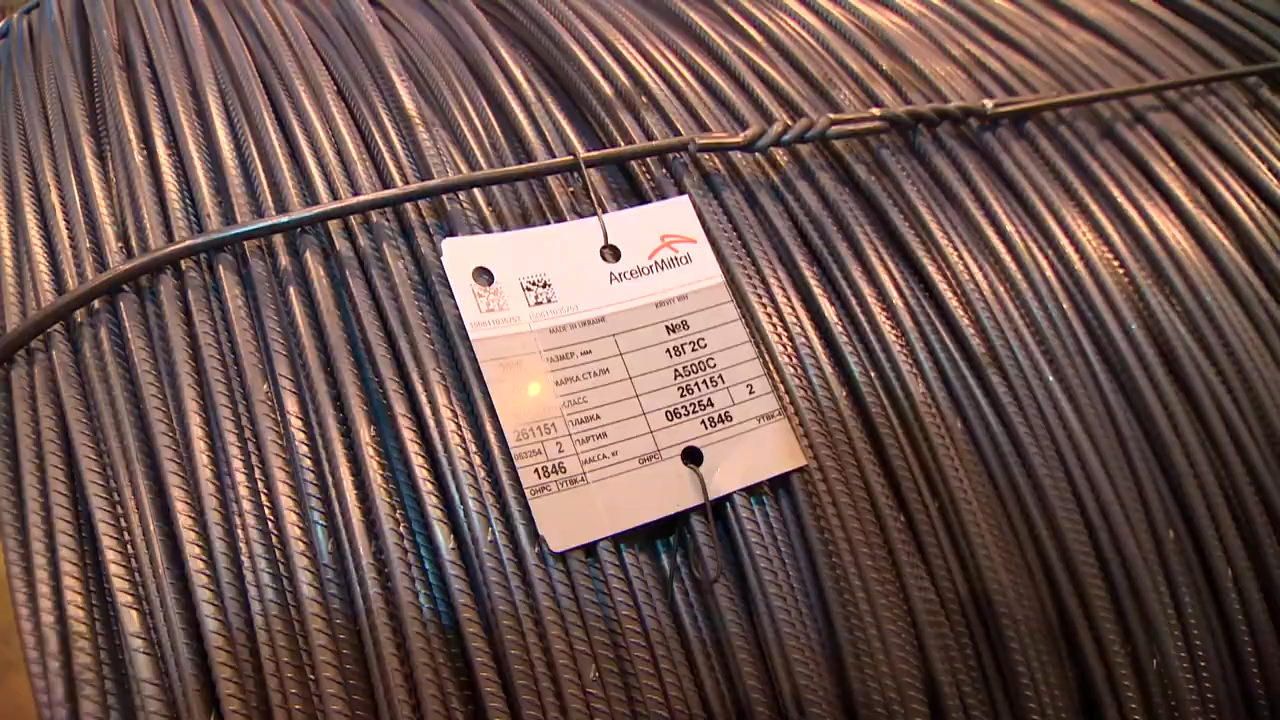 ArcelorMittal
MADE IN UKRAINE KRIVIY RIH
РАЗМЕР, мм №8
МАРКА СТАЛИ 18Г2С
КЛАСС А500С
261151 ПЛАВКА 261151
063254 2 ПАРТИЯ 063254 2
1846 МАССА, кг 1846
ОНРС УТВК-4 ОНРС УТВК-4